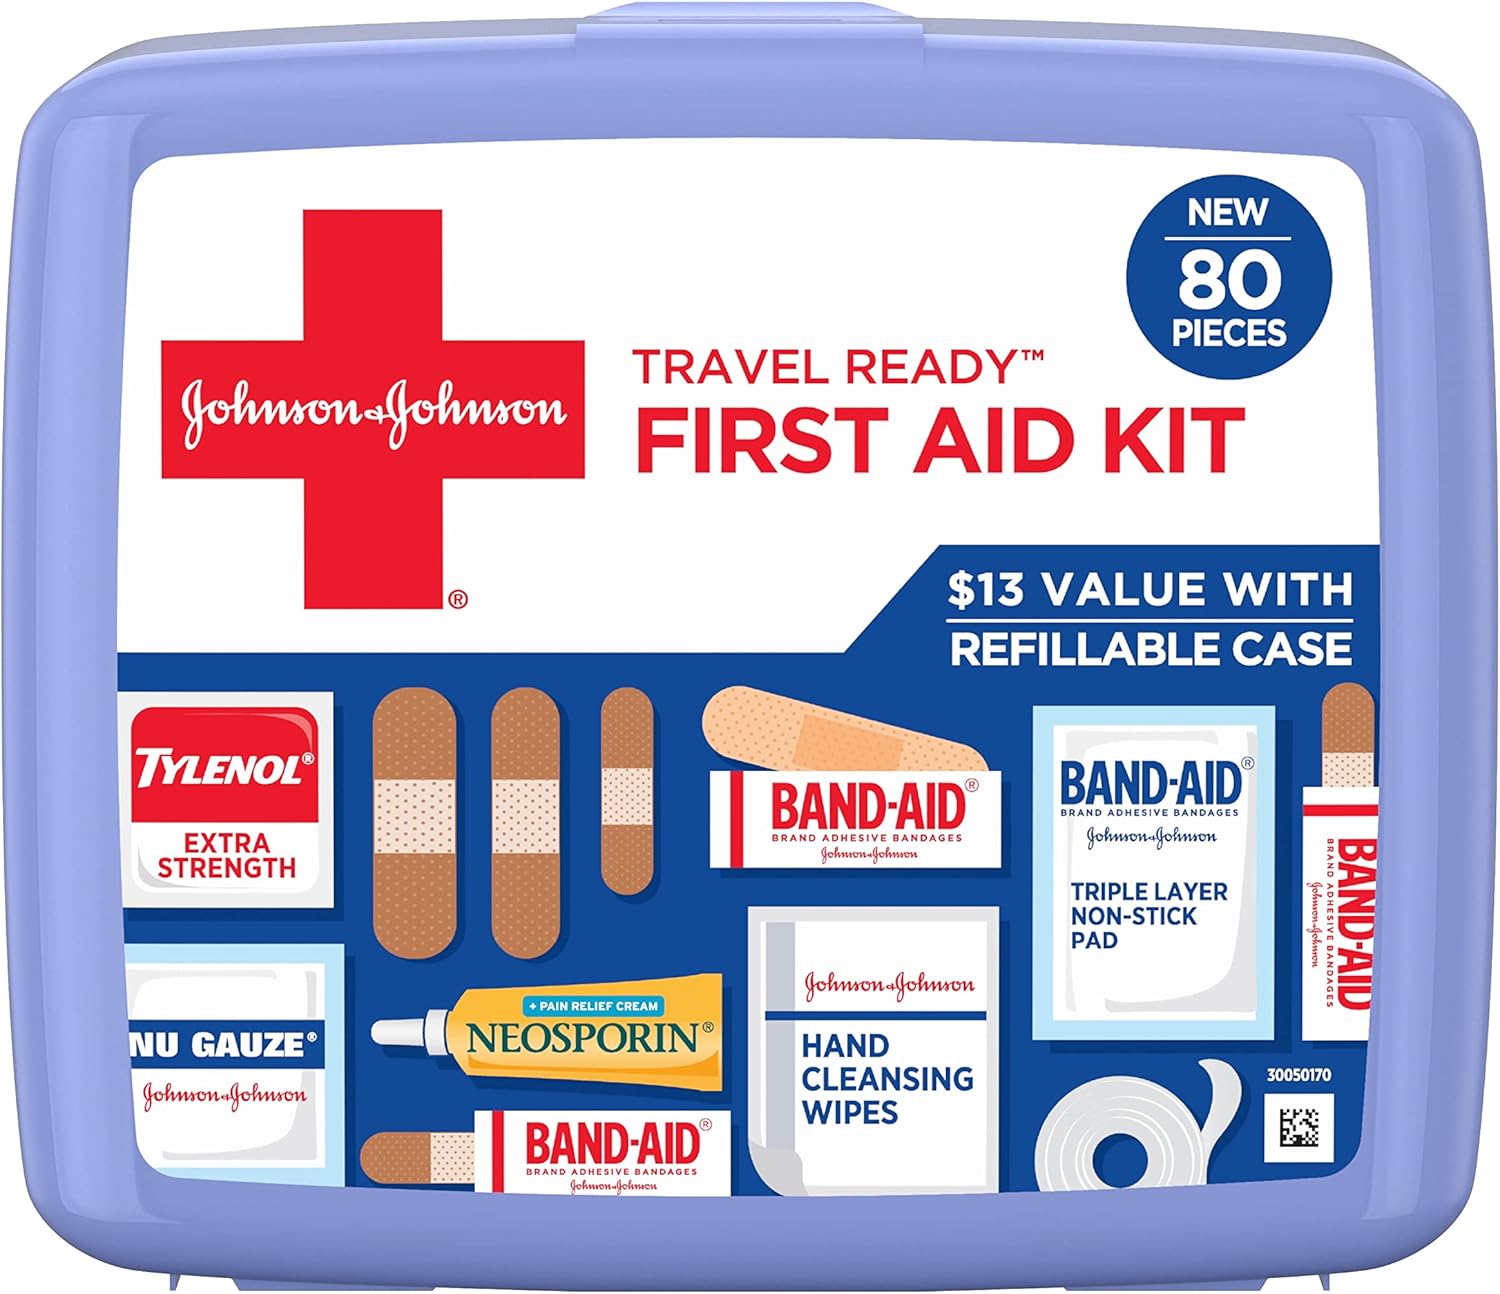 NEW
80
PIECES
Johnson & Johnson
®
TRAVEL READY™
FIRST AID KIT
$13 VALUE WITH
REFILLABLE CASE
TYLENOL®
EXTRA
STRENGTH
BAND-AID®
BRAND ADHESIVE BANDAGES
Johnson & Johnson
BAND-AID®
BRAND ADHESIVE BANDAGES
Johnson & Johnson
TRIPLE LAYER
NON-STICK
PAD
BAND-AID
BRAND ADHESIVE BANDAGES
Johnson & Johnson
NU GAUZE®
Johnson & Johnson
+ PAIN RELIEF CREAM
NEOSPORIN®
BAND-AID®
BRAND ADHESIVE BANDAGES
Johnson & Johnson
Johnson & Johnson
HAND
CLEANSING
WIPES
30050170